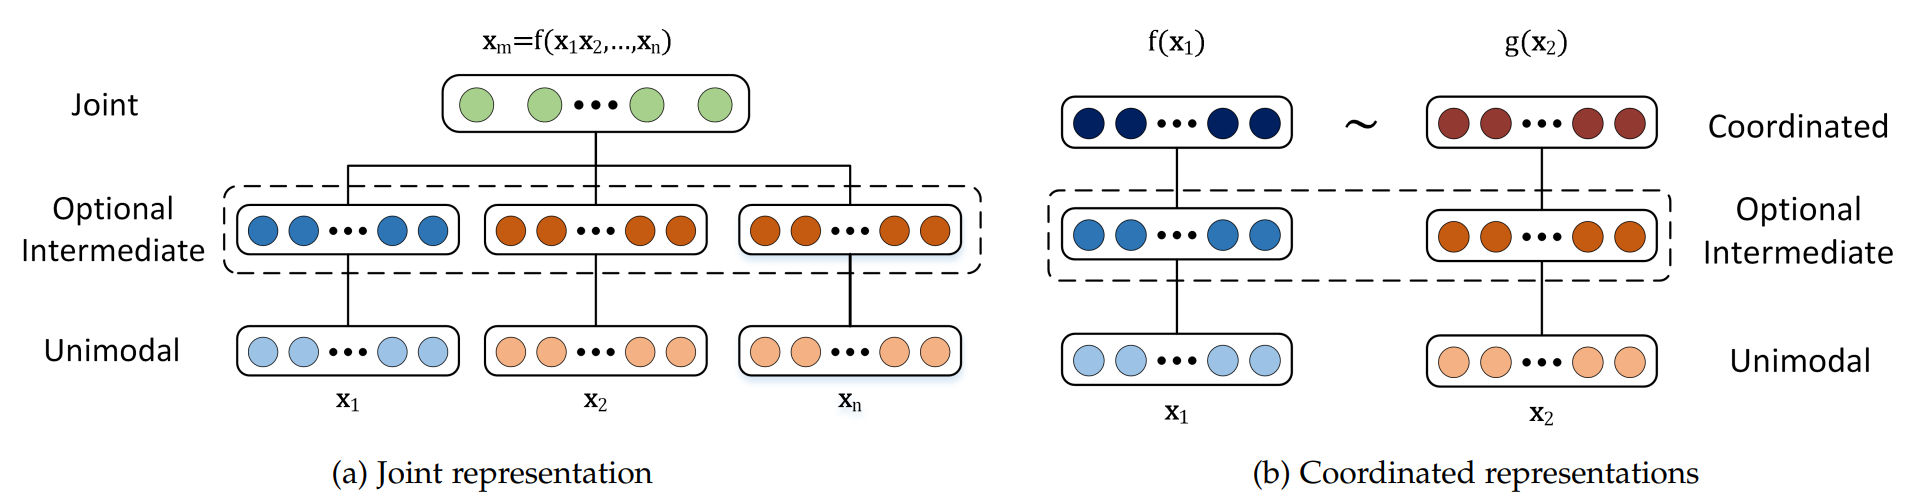 xₘ=f(x₁x₂,...,xₙ)
Joint
Optional
Intermediate
Unimodal
x₁
x₂
xₙ
(a) Joint representation
f(x₁)
g(x₂)
~
Coordinated
Optional
Intermediate
Unimodal
x₁
x₂
(b) Coordinated representations